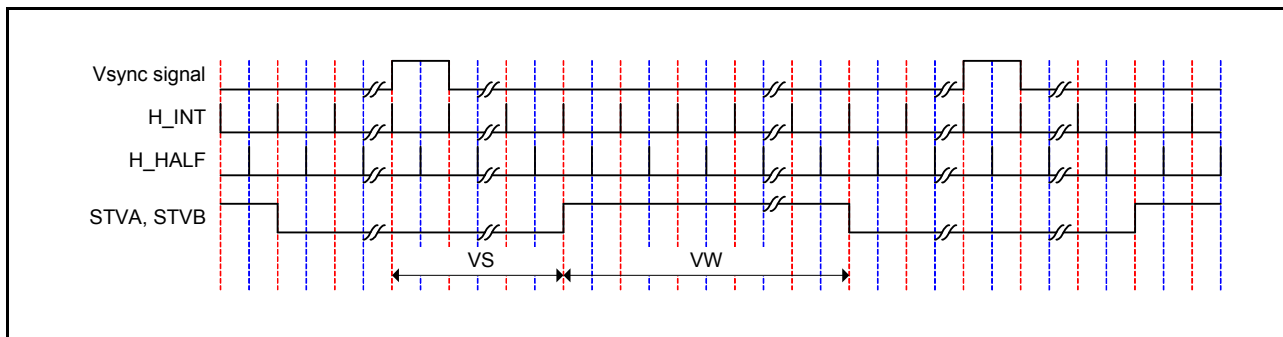 Vsync signal
H_INT
H_HALF
STVA, STVB
VS VW